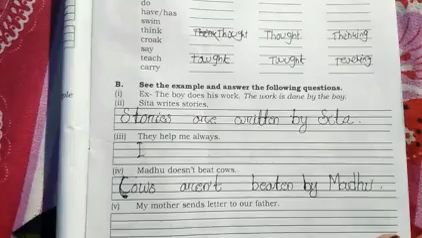 do
have/has
swim
think Think Thought Thought Thinking
croak
say
teach taught Tought Teaching
carry
B. See the example and answer the following questions.
(i) Ex- The boy does his work. The work is done by the boy.
(ii) Sita writes stories.
Stories are written by Sita.
(iii) They help me always.
I
(iv) Madhu doesn't beat cows.
Cows aren't beaten by Madhu.
(v) My mother sends letter to our father.